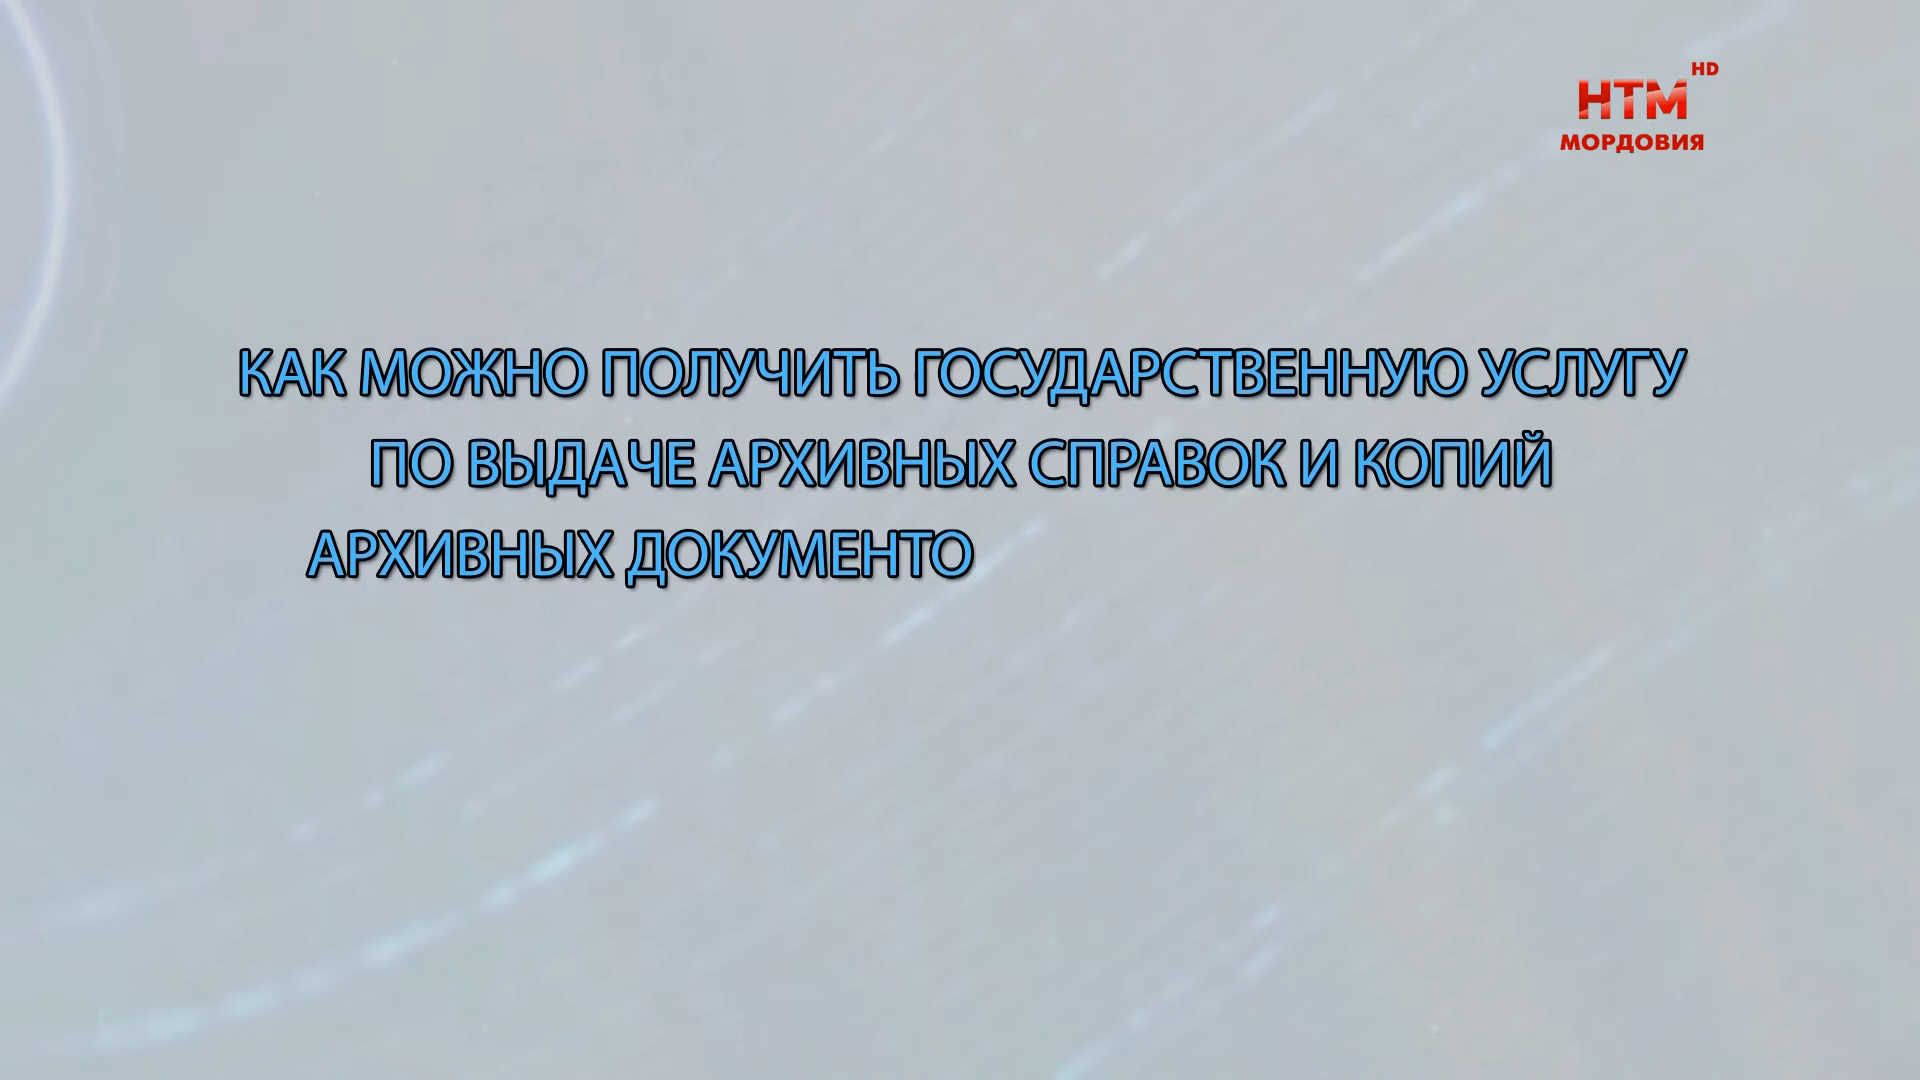 HD
НТМ
МОРДОВИЯ
КАК МОЖНО ПОЛУЧИТЬ ГОСУДАРСТВЕННУЮ УСЛУГУ
ПО ВЫДАЧЕ АРХИВНЫХ СПРАВОК И КОПИЙ
АРХИВНЫХ ДОКУМЕНТО